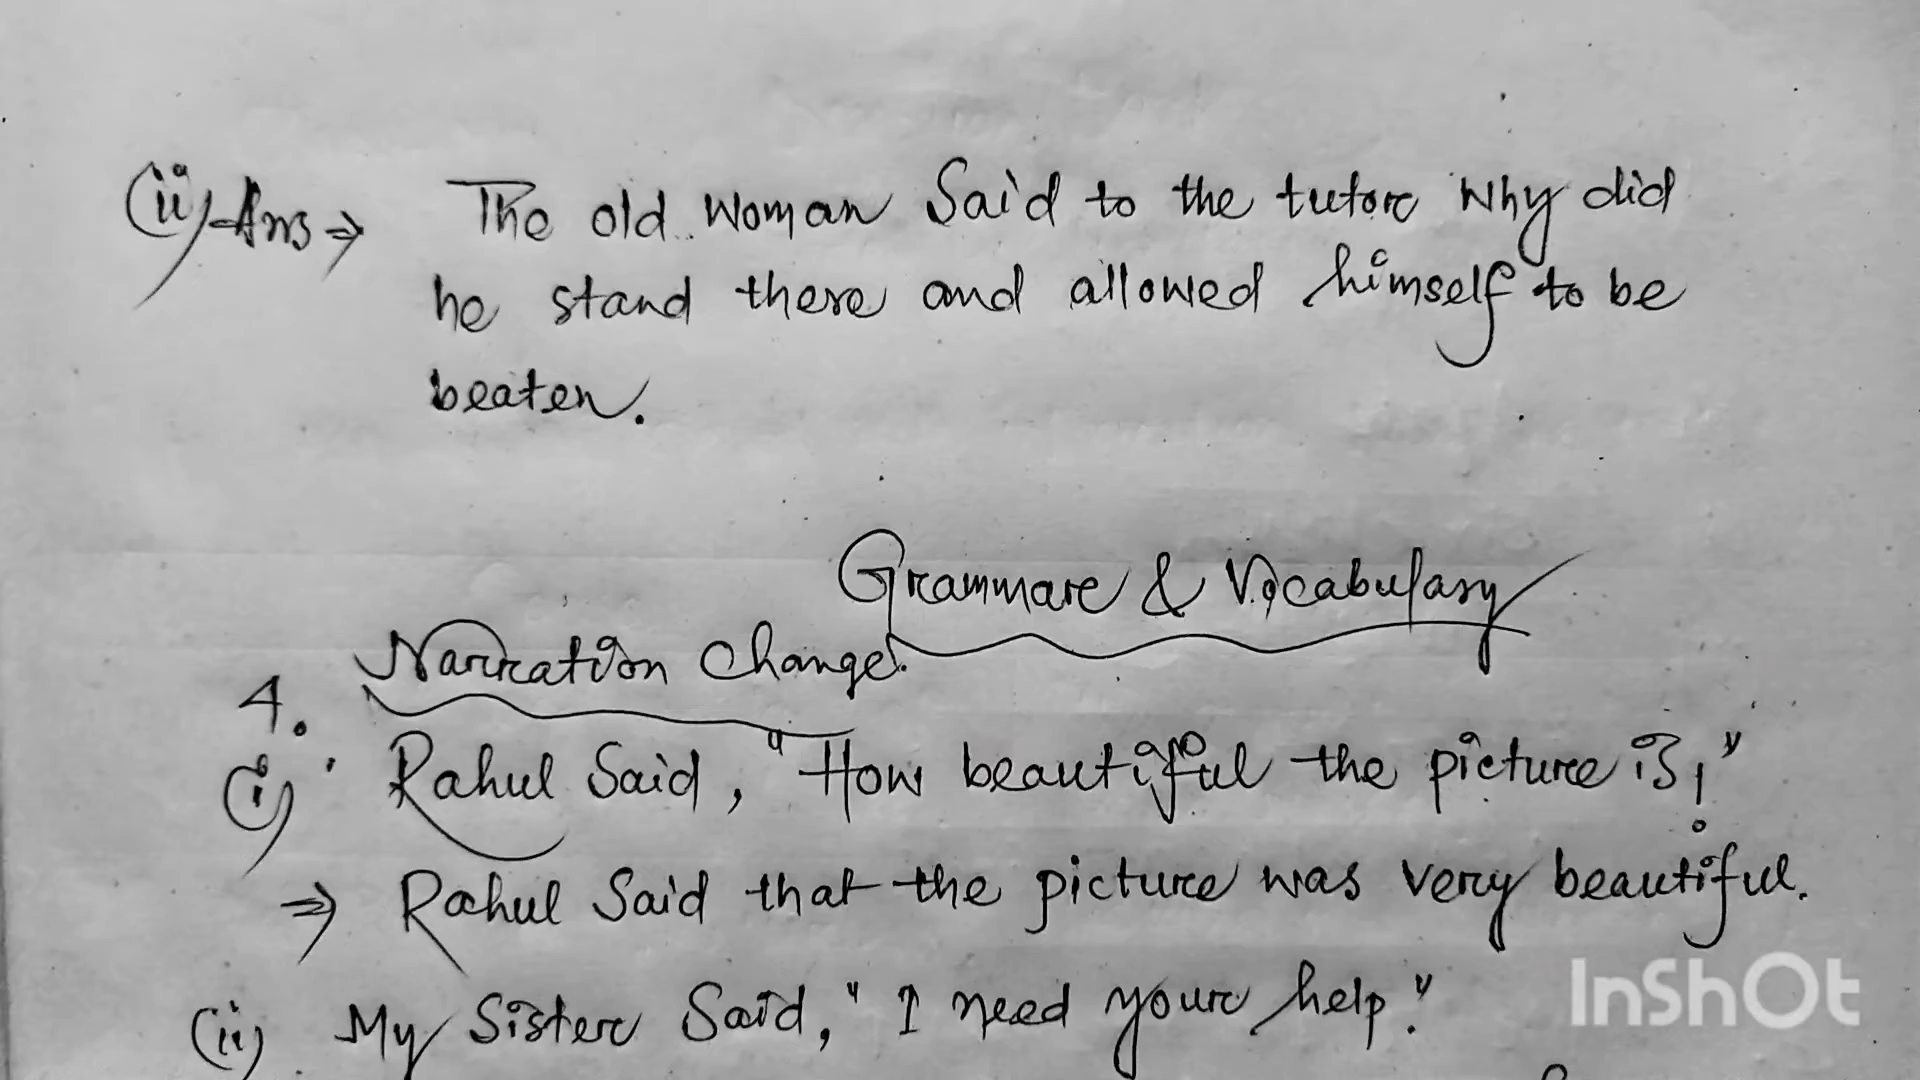 (ii) Ans → The old woman Said to the tutor why did
he stand there and allowed himself to be
beaten.
Grammar & Vocabulary
Narration Change.
4.
(i) Rahul Said, "How beautiful the picture is!"
⇒ Rahul Said that the picture was very beautiful.
(ii) My Sister Said, "I need your help."
InShOt